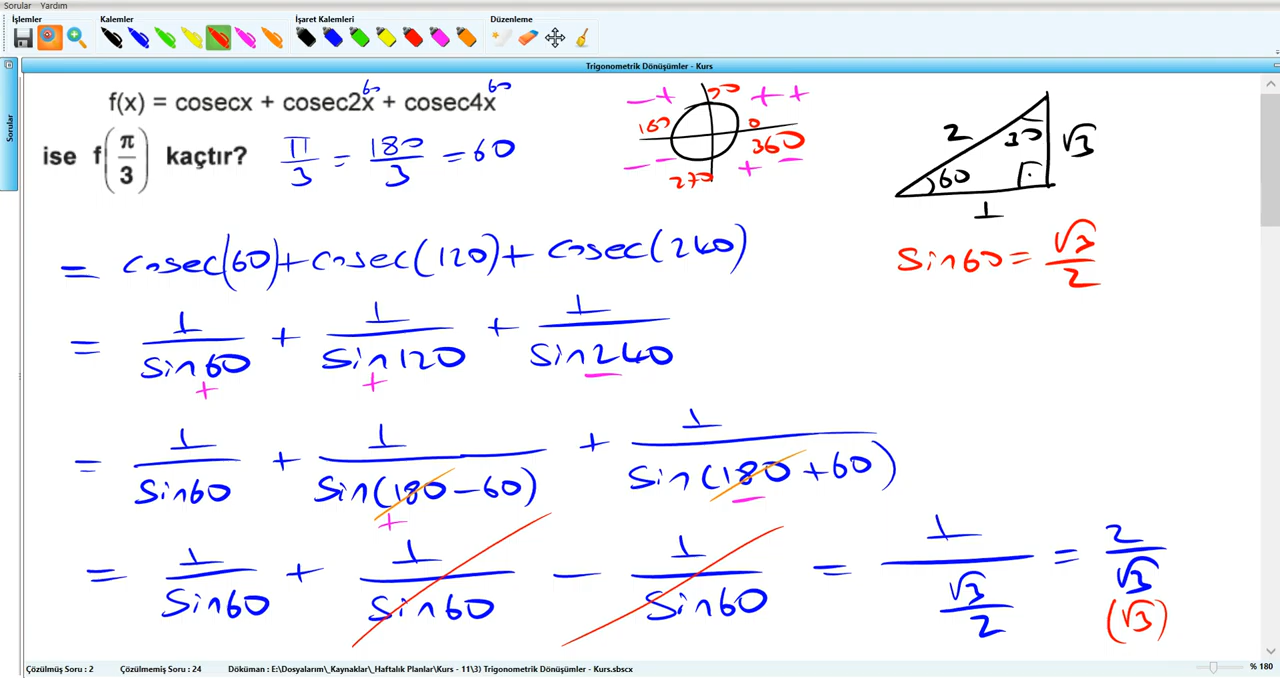 Sorular Yardım
İşlemler Kalemler İşaret Kalemleri Düzenleme
Trigonometrik Dönüşümler - Kurs
Sorular
f(x) = cosecx + cosec2x + cosec4x
60 60
ise f(π/3) kaçtır? π/3 = 180/3 = 60
- + 90 + +
180 0
360
- - 270 + -
2 30 √3
60
1
sin60 = √3/2
= cosec(60) + cosec(120) + cosec(240)
= 1/sin60 + 1/sin120 + 1/sin240
+ + -
= 1/sin60 + 1/sin(180 - 60) + 1/sin(180 + 60)
+ -
= 1/sin60 + 1/sin60 - 1/sin60 = 1/(√3/2) = 2/√3
(√3)
Çözülmüş Soru : 2 Çözülmemiş Soru : 24 Döküman : E:\Dosyalarım\_Kaynaklar\_Haftalık Planlar\Kurs - 11\3) Trigonometrik Dönüşümler - Kurs.sbscx % 180